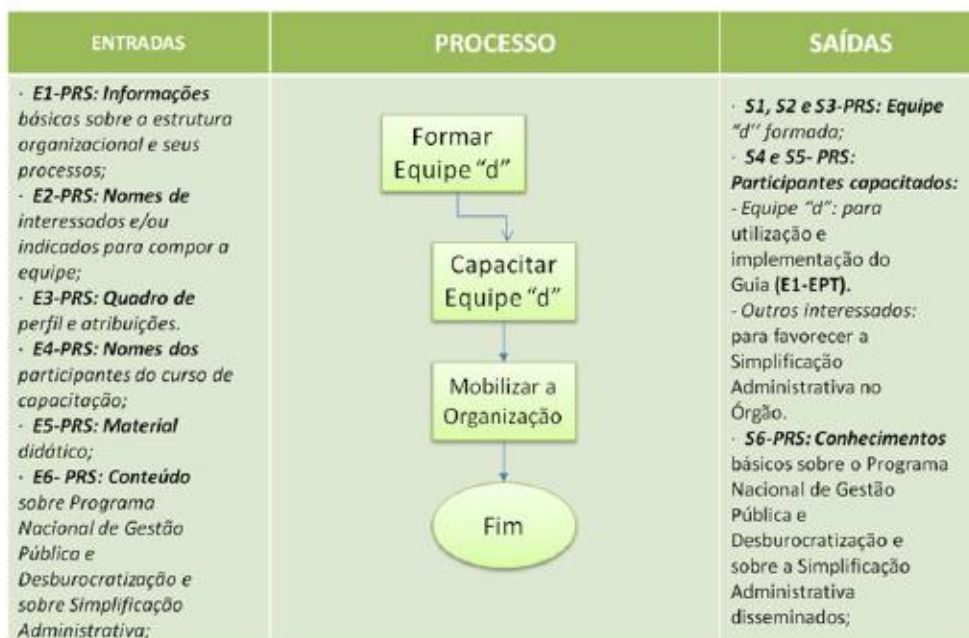 ENTRADAS
PROCESSO
SAÍDAS
· E1-PRS: Informações
básicas sobre a estrutura
organizacional e seus
processos;
· E2-PRS: Nomes de
interessados e/ou
indicados para compor a
equipe;
· E3-PRS: Quadro de
perfil e atribuições.
· E4-PRS: Nomes dos
participantes do curso de
capacitação;
· E5-PRS: Material
didático;
· E6- PRS: Conteúdo
sobre Programa
Nacional de Gestão
Pública e
Desburocratização e
sobre Simplificação
Administrativa;
Formar
Equipe “d”
Capacitar
Equipe “d”
Mobilizar a
Organização
Fim
· S1, S2 e S3-PRS: Equipe
“d” formada;
· S4 e S5- PRS:
Participantes capacitados:
- Equipe “d”: para
utilização e
implementação do
Guia (E1-EPT).
- Outros interessados:
para favorecer a
Simplificação
Administrativa no
Órgão.
· S6-PRS: Conhecimentos
básicos sobre o Programa
Nacional de Gestão
Pública e
Desburocratização e
sobre a Simplificação
Administrativa
disseminados;